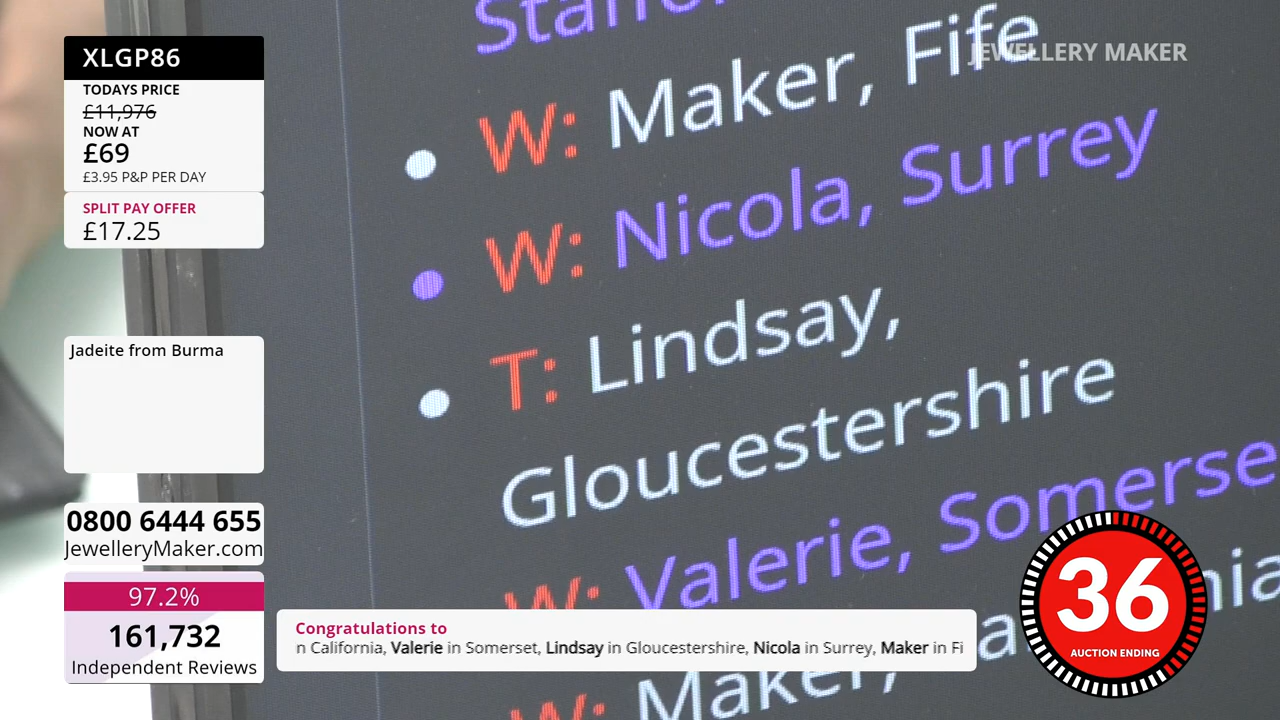 XLGP86
TODAYS PRICE
£11,976
NOW AT
£69
£3.95 P&P PER DAY
SPLIT PAY OFFER
£17.25
Jadeite from Burma
0800 6444 655
JewelleryMaker.com
97.2%
161,732
Independent Reviews
JEWELLERY MAKER
W: Maker, Fife
W: Nicola, Surrey
T: Lindsay,
Gloucestershire
W: Valerie, Somerse
W: Maker,
Congratulations to
n California, Valerie in Somerset, Lindsay in Gloucestershire, Nicola in Surrey, Maker in Fi
36
AUCTION ENDING